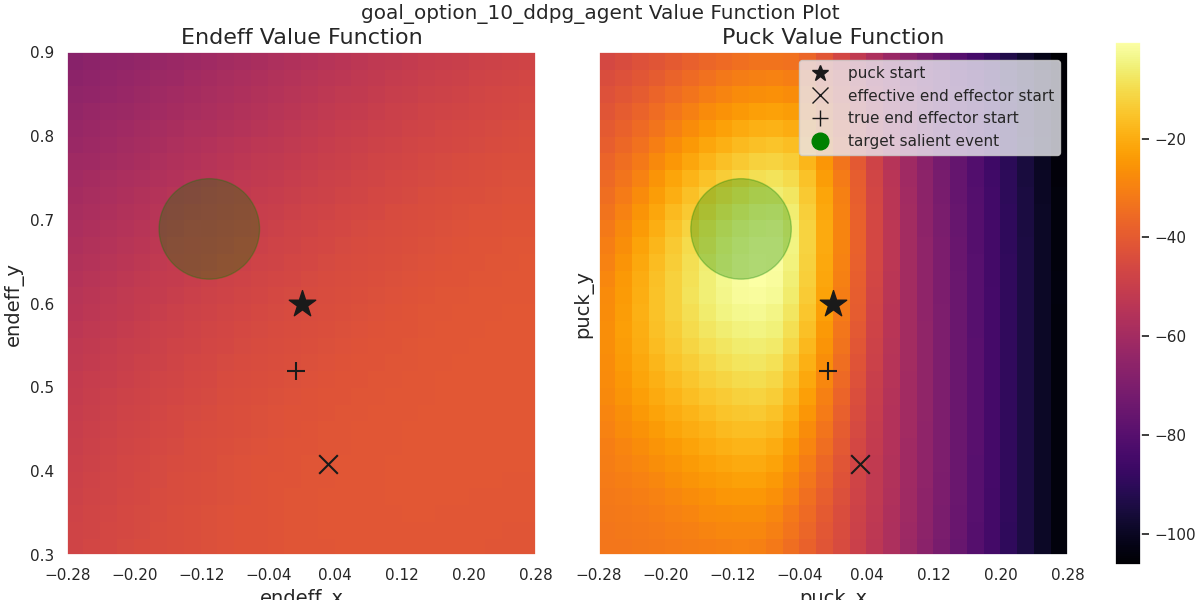 goal_option_10_ddpg_agent Value Function Plot
Endeff Value Function
Puck Value Function
puck start
effective end effector start
true end effector start
target salient event
endeff_y
0.9
0.8
0.7
0.6
0.5
0.4
0.3
−0.28 −0.20 −0.12 −0.04 0.04 0.12 0.20 0.28
endeff_x
puck_y
−0.28 −0.20 −0.12 −0.04 0.04 0.12 0.20 0.28
puck_x
−20
−40
−60
−80
−100